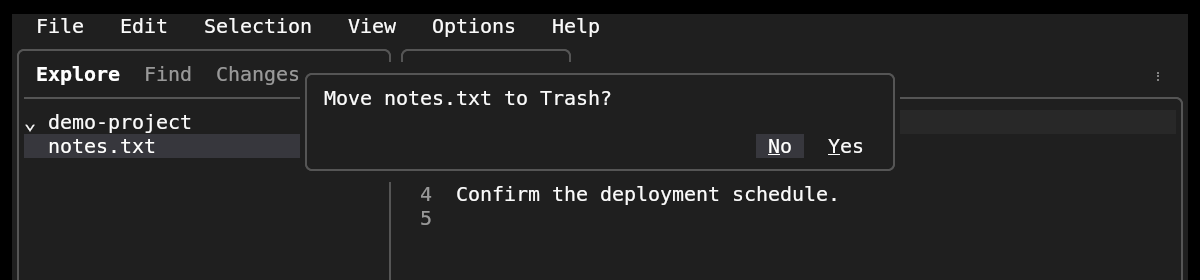 File Edit Selection View Options Help
Explore Find Changes
Move notes.txt to Trash?
demo-project
notes.txt
No Yes
4 Confirm the deployment schedule.
5